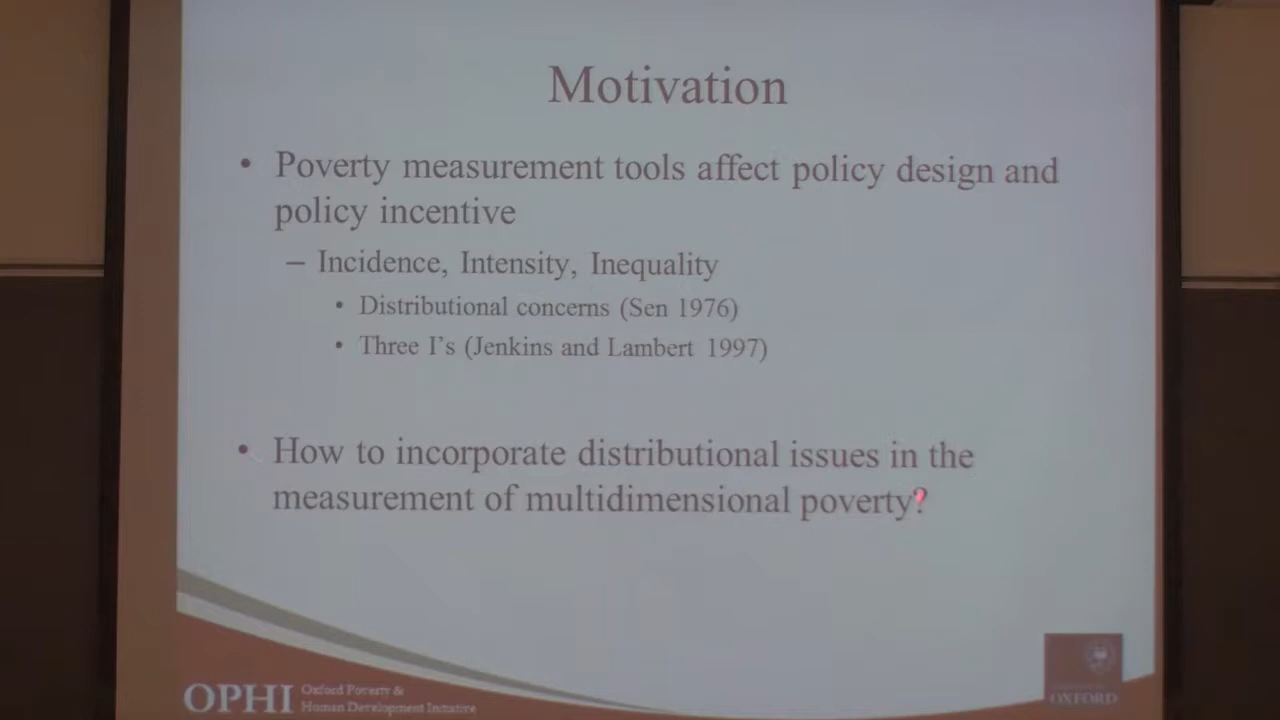 Motivation
• Poverty measurement tools affect policy design and
policy incentive
– Incidence, Intensity, Inequality
• Distributional concerns (Sen 1976)
• Three I's (Jenkins and Lambert 1997)
• How to incorporate distributional issues in the
measurement of multidimensional poverty?
OPHI
Oxford Poverty &
Human Development Initiative
OXFORD